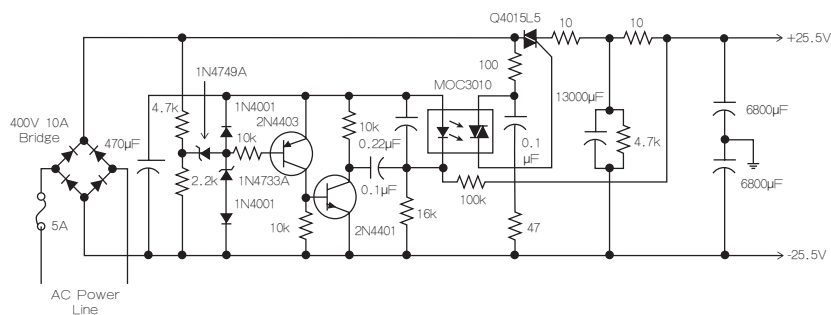 Q4015L5
10
10
+25.5V
1N4749A
100
MOC3010
13000µF
400V 10A
Bridge
470µF
4.7k
1N4001
2N4403
10k
10k
0.22µF
6800µF
0.1
µF
4.7k
2.2k
1N4733A
0.1µF
6800µF
1N4001
100k
5A
10k
2N4401
16k
47
-25.5V
AC Power
Line